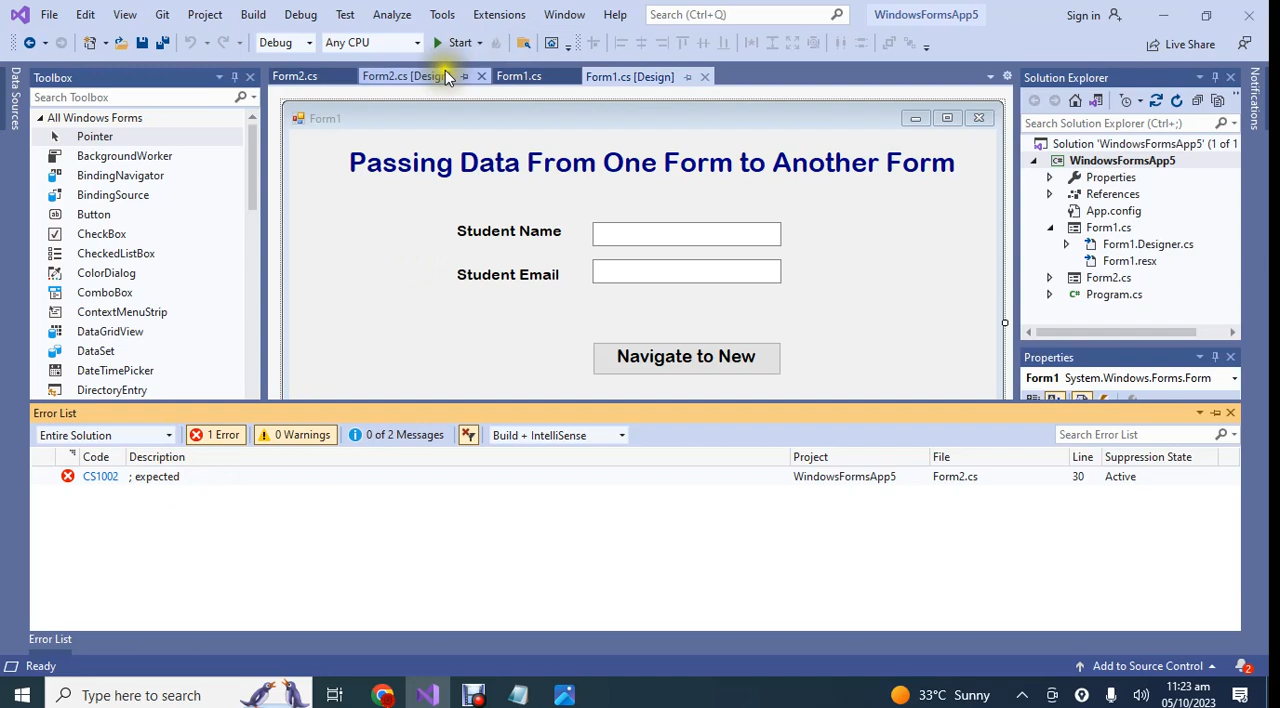 File Edit View Git Project Build Debug Test Analyze Tools Extensions Window Help Search (Ctrl+Q) WindowsFormsApp5 Sign in
Debug Any CPU Start Live Share
Data Sources
Toolbox
Search Toolbox
All Windows Forms
Pointer
BackgroundWorker
BindingNavigator
BindingSource
Button
CheckBox
CheckedListBox
ColorDialog
ComboBox
ContextMenuStrip
DataGridView
DataSet
DateTimePicker
DirectoryEntry
Form2.cs Form2.cs [Design] Form1.cs Form1.cs [Design]
Form1
Passing Data From One Form to Another Form
Student Name
Student Email
Navigate to New
Solution Explorer
Search Solution Explorer (Ctrl+;)
Solution 'WindowsFormsApp5' (1 of 1
WindowsFormsApp5
Properties
References
App.config
Form1.cs
Form1.Designer.cs
Form1.resx
Form2.cs
Program.cs
Properties
Form1 System.Windows.Forms.Form
Notifications
Error List
Entire Solution 1 Error 0 Warnings 0 of 2 Messages Build + IntelliSense Search Error List
Code Description Project File Line Suppression State
CS1002 ; expected WindowsFormsApp5 Form2.cs 30 Active
Error List
Ready Add to Source Control 2
Type here to search 33°C Sunny 11:23 am
05/10/2023